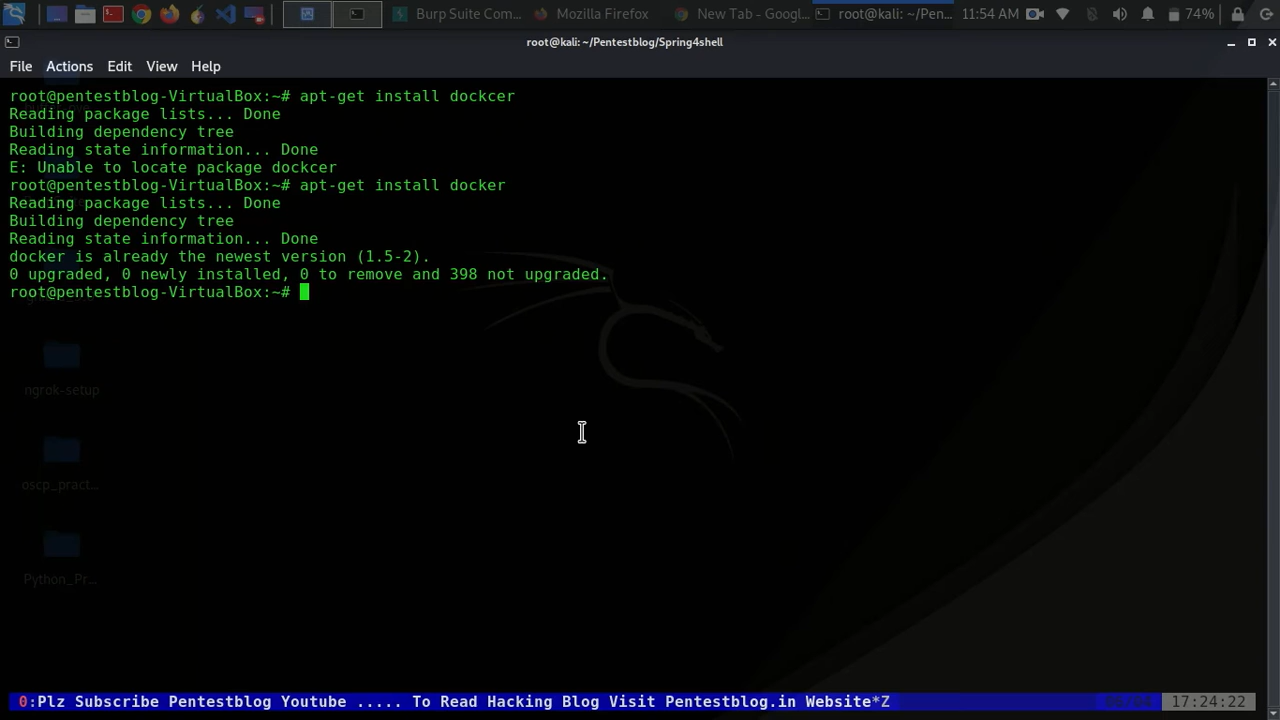 Burp Suite Com...
Mozilla Firefox
New Tab - Googl...
root@kali: ~/Pen...
11:54 AM
74%
root@kali: ~/Pentestblog/Spring4shell
File Actions Edit View Help
root@pentestblog-VirtualBox:~# apt-get install dockcer
Reading package lists... Done
Building dependency tree
Reading state information... Done
E: Unable to locate package dockcer
root@pentestblog-VirtualBox:~# apt-get install docker
Reading package lists... Done
Building dependency tree
Reading state information... Done
docker is already the newest version (1.5-2).
0 upgraded, 0 newly installed, 0 to remove and 398 not upgraded.
root@pentestblog-VirtualBox:~#
ngrok-setup
oscp_pract...
Python_Pr...
0:Plz Subscribe Pentestblog Youtube ..... To Read Hacking Blog Visit Pentestblog.in Website*Z
17:24:22